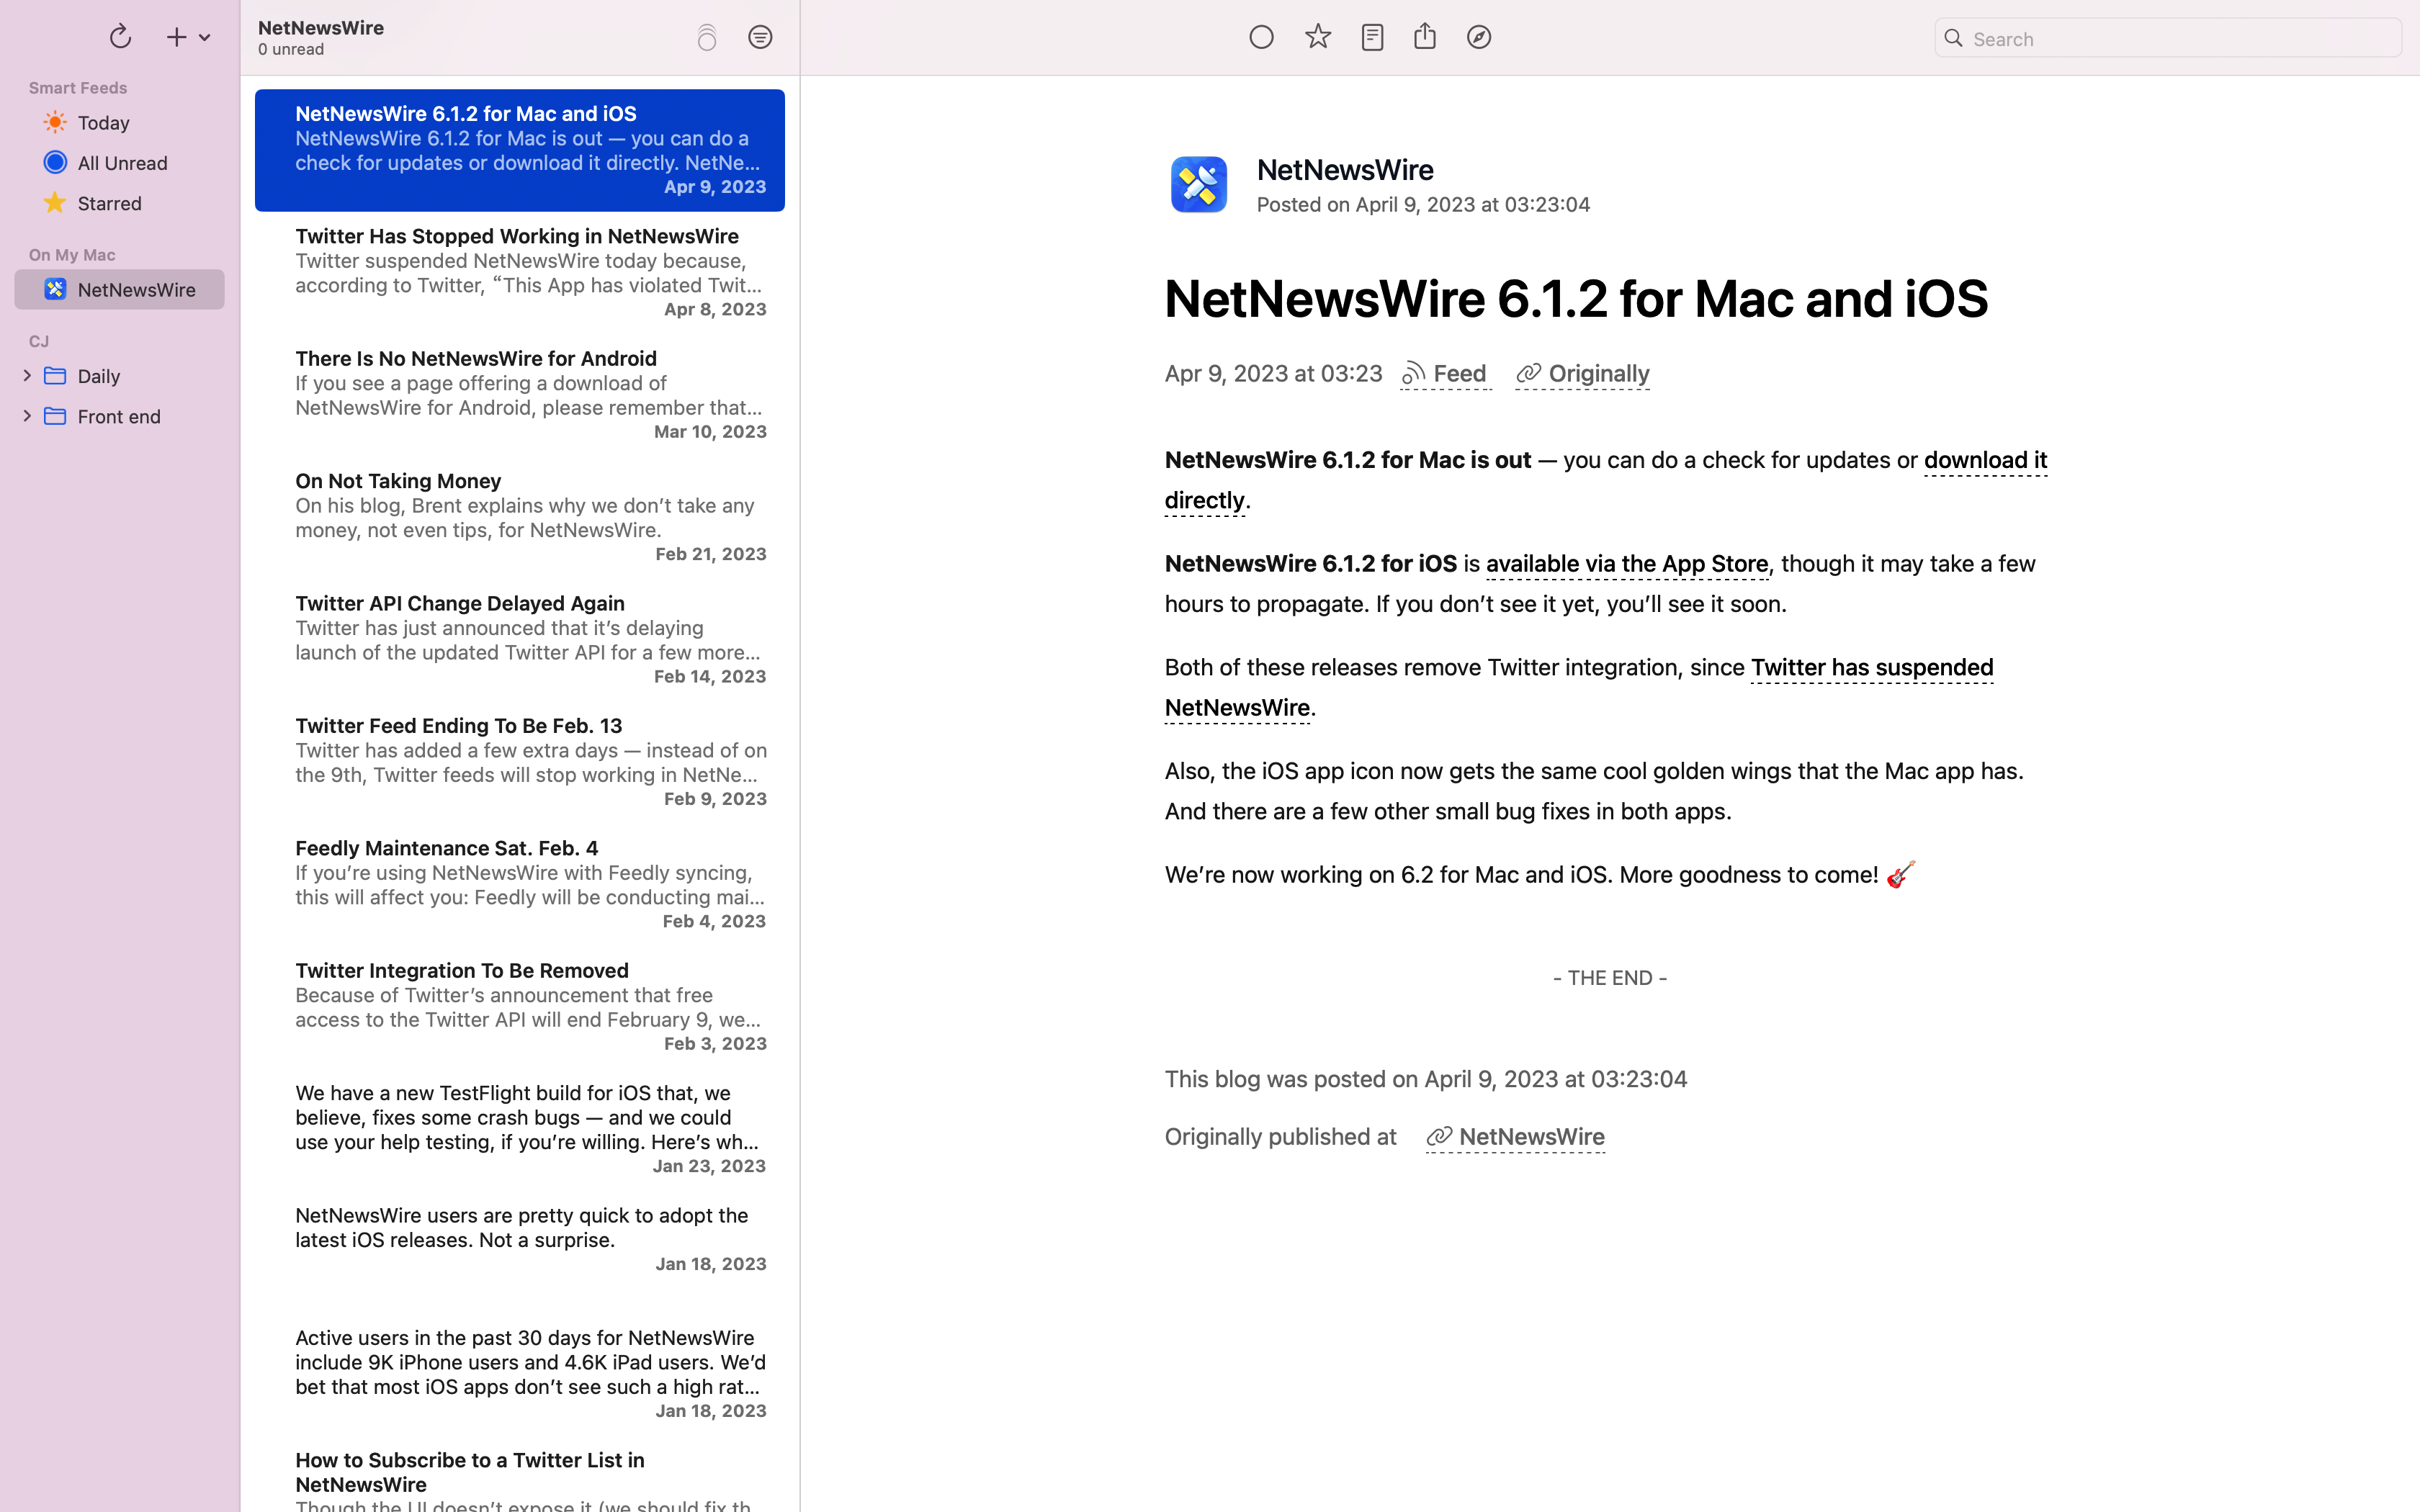 NetNewsWire
0 unread
Search
Smart Feeds
Today
All Unread
Starred
On My Mac
NetNewsWire
CJ
Daily
Front end
NetNewsWire 6.1.2 for Mac and iOS
NetNewsWire 6.1.2 for Mac is out — you can do a
check for updates or download it directly. NetNe...
Apr 9, 2023
Twitter Has Stopped Working in NetNewsWire
Twitter suspended NetNewsWire today because,
according to Twitter, “This App has violated Twit...
Apr 8, 2023
There Is No NetNewsWire for Android
If you see a page offering a download of
NetNewsWire for Android, please remember that...
Mar 10, 2023
On Not Taking Money
On his blog, Brent explains why we don’t take any
money, not even tips, for NetNewsWire.
Feb 21, 2023
Twitter API Change Delayed Again
Twitter has just announced that it’s delaying
launch of the updated Twitter API for a few more...
Feb 14, 2023
Twitter Feed Ending To Be Feb. 13
Twitter has added a few extra days — instead of on
the 9th, Twitter feeds will stop working in NetNe...
Feb 9, 2023
Feedly Maintenance Sat. Feb. 4
If you’re using NetNewsWire with Feedly syncing,
this will affect you: Feedly will be conducting mai...
Feb 4, 2023
Twitter Integration To Be Removed
Because of Twitter’s announcement that free
access to the Twitter API will end February 9, we...
Feb 3, 2023
We have a new TestFlight build for iOS that, we
believe, fixes some crash bugs — and we could
use your help testing, if you’re willing. Here’s wh...
Jan 23, 2023
NetNewsWire users are pretty quick to adopt the
latest iOS releases. Not a surprise.
Jan 18, 2023
Active users in the past 30 days for NetNewsWire
include 9K iPhone users and 4.6K iPad users. We’d
bet that most iOS apps don’t see such a high rat...
Jan 18, 2023
How to Subscribe to a Twitter List in
NetNewsWire
Though the UI doesn’t expose it (we should fix th...
NetNewsWire
Posted on April 9, 2023 at 03:23:04
NetNewsWire 6.1.2 for Mac and iOS
Apr 9, 2023 at 03:23 Feed Originally
NetNewsWire 6.1.2 for Mac is out — you can do a check for updates or download it
directly.
NetNewsWire 6.1.2 for iOS is available via the App Store, though it may take a few
hours to propagate. If you don’t see it yet, you’ll see it soon.
Both of these releases remove Twitter integration, since Twitter has suspended
NetNewsWire.
Also, the iOS app icon now gets the same cool golden wings that the Mac app has.
And there are a few other small bug fixes in both apps.
We’re now working on 6.2 for Mac and iOS. More goodness to come! 🎸
- THE END -
This blog was posted on April 9, 2023 at 03:23:04
Originally published at NetNewsWire